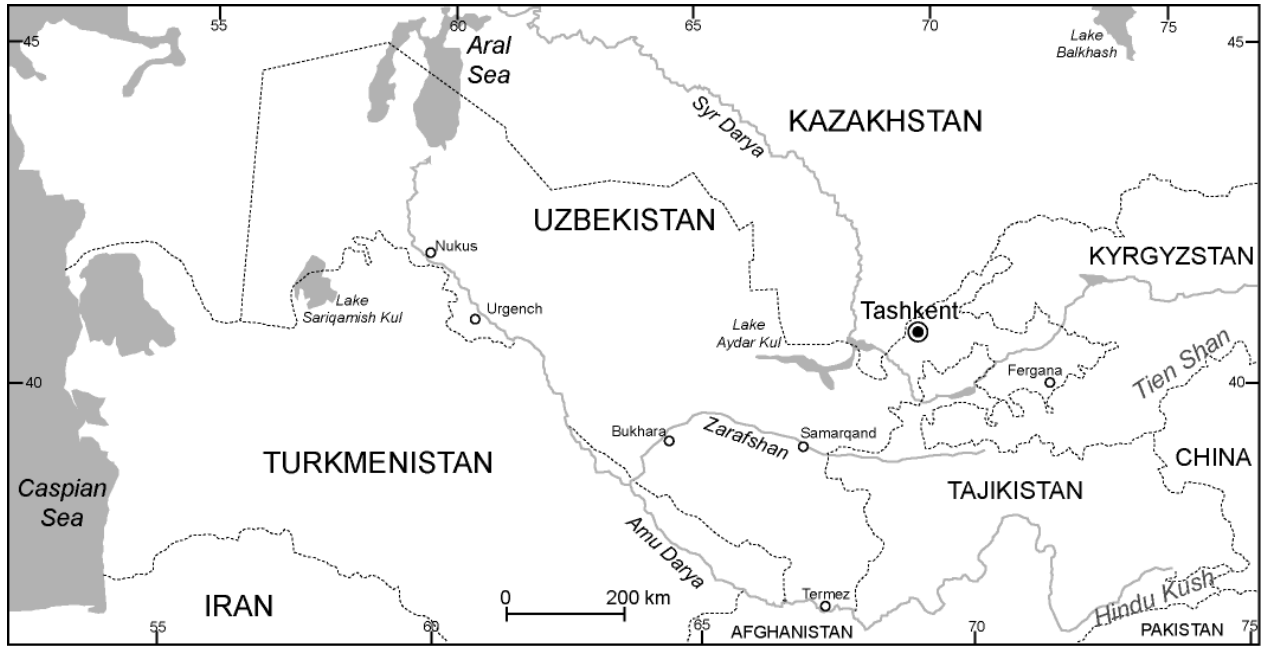 55
60
65
70
75
45
45
Aral
Sea
Lake
Balkhash
Syr Darya
KAZAKHSTAN
UZBEKISTAN
Nukus
KYRGYZSTAN
Lake
Sariqamish Kul
Urgench
Tashkent
Lake
Aydar Kul
40
40
Fergana
Tien Shan
Bukhara
Zarafshan
Samarqand
TURKMENISTAN
CHINA
Caspian
Sea
TAJIKISTAN
Amu Darya
0
200 km
Termez
Hindu Kush
IRAN
AFGHANISTAN
PAKISTAN
55
60
65
70
75